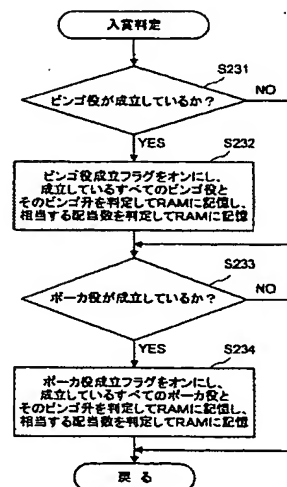 入賞判定
S231
ビンゴ役が成立しているか？
NO
YES
S232
ビンゴ役成立フラグをオンにし、
成立しているすべてのビンゴ役と
そのビンゴ升を判定してRAMに記憶し、
相当する配当数を判定してRAMに記憶
S233
ポーカ役が成立しているか？
NO
YES
S234
ポーカ役成立フラグをオンにし、
成立しているすべてのポーカ役と
そのビンゴ升を判定してRAMに記憶し、
相当する配当数を判定してRAMに記憶
戻る